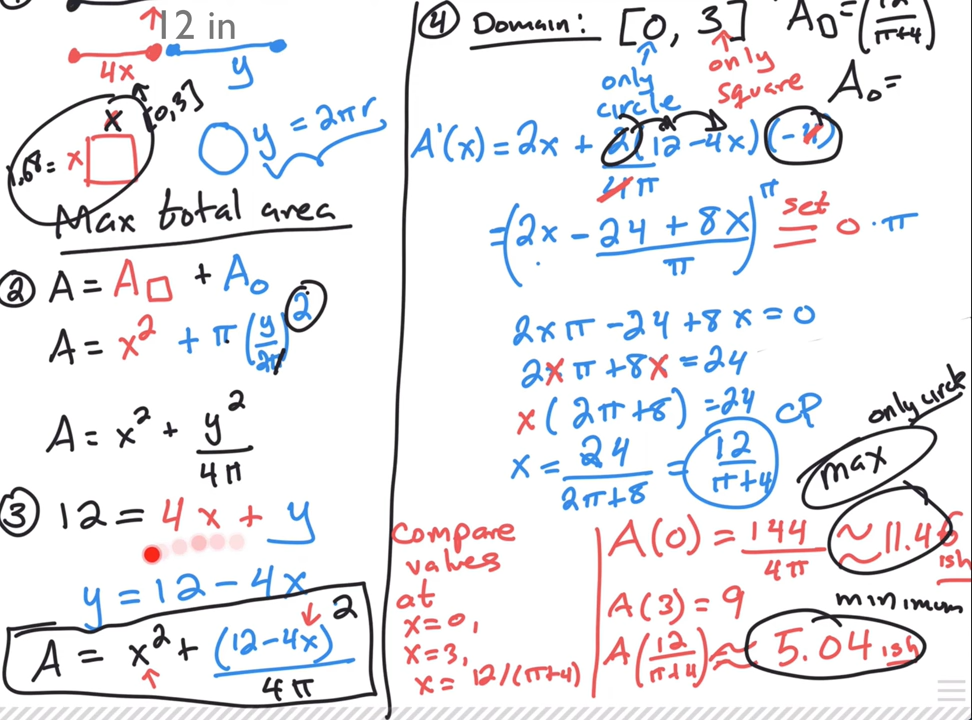 ①
12 in
4x
y
x [0,3]
1.68 = x
y = 2πr
Max total area
② A = A□ + A○
A = x² + π(y/2π)²
A = x² + y²/4π
③ 12 = 4x + y
y = 12 - 4x
A = x² + (12-4x)²/4π
④ Domain: [0, 3]
only circle
only square
A□ = (12/π+4)
A○ =
A'(x) = 2x + 2(12-4x)(-4)/4π
= (2x - 24 + 8x/π)π set = 0·π
2xπ - 24 + 8x = 0
2xπ + 8x = 24
x(2π+8) = 24
CP
x = 24/2π+8 = 12/π+4
only circle
max
Compare
values
at
x=0,
x=3,
x= 12/(π+4)
A(0) = 144/4π ≈ 11.46 ish
A(3) = 9
minimum
A(12/π+4) ≈ 5.04 ish